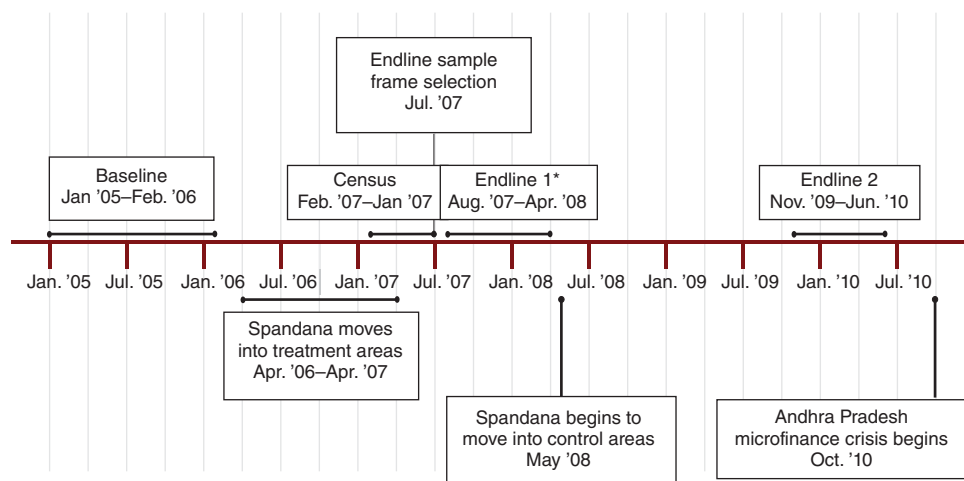 Endline sample
frame selection
Jul. ’07
Baseline
Jan ’05–Feb. ’06
Census
Feb. ’07–Jan ’07
Endline 1*
Aug. ’07–Apr. ’08
Endline 2
Nov. ’09–Jun. ’10
Jan. ’05 Jul. ’05 Jan. ’06 Jul. ’06 Jan. ’07 Jul. ’07 Jan. ’08 Jul. ’08 Jan. ’09 Jul. ’09 Jan. ’10 Jul. ’10
Spandana moves
into treatment areas
Apr. ’06–Apr. ’07
Spandana begins to
move into control areas
May ’08
Andhra Pradesh
microfinance crisis begins
Oct. ’10